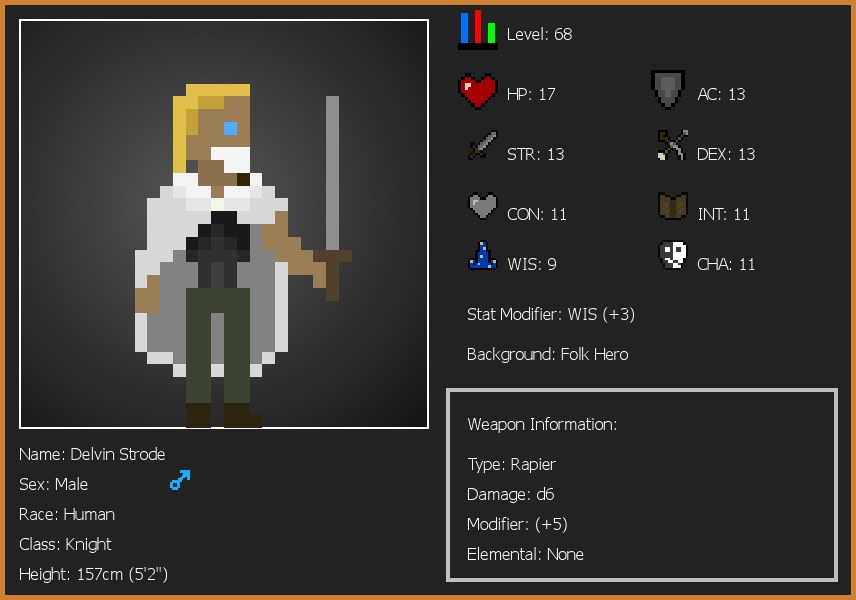 Level: 68
HP: 17
AC: 13
STR: 13
DEX: 13
CON: 11
INT: 11
WIS: 9
CHA: 11
Stat Modifier: WIS (+3)
Background: Folk Hero
Weapon Information:
Type: Rapier
Damage: d6
Modifier: (+5)
Elemental: None
Name: Delvin Strode
Sex: Male
Race: Human
Class: Knight
Height: 157cm (5'2")